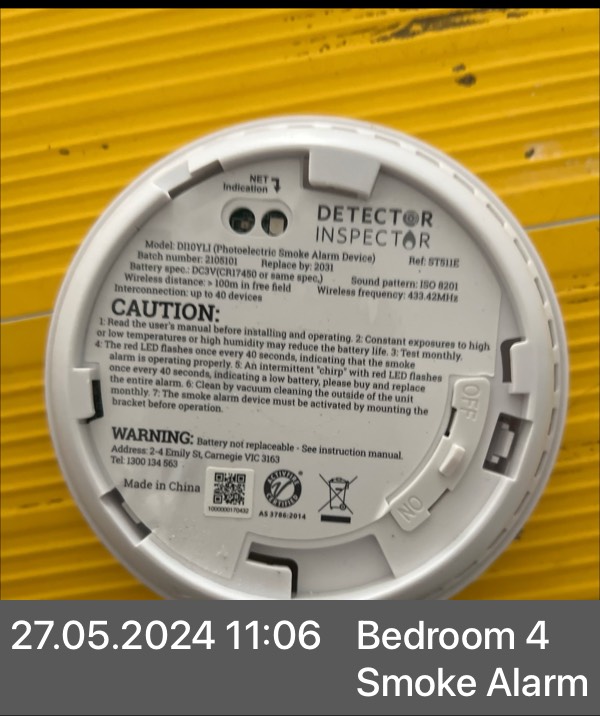 NET
Indication
DETECTOR
INSPECTOR
Model: DI10YLI (Photoelectric Smoke Alarm Device)
Ref: ST511E
Batch number: 2105101 Replace by: 2031
Battery spec.: DC3V(CR17450 or same spec.) Sound pattern: ISO 8201
Wireless distance: > 100m in free field Wireless frequency: 433.42MHz
Interconnection: up to 40 devices
CAUTION:
1: Read the user's manual before installing and operating. 2: Constant exposures to high
or low temperatures or high humidity may reduce the battery life. 3: Test monthly.
4: The red LED flashes once every 40 seconds, indicating that the smoke
alarm is operating properly. 5: An intermittent "chirp" with red LED flashes
once every 40 seconds, indicating a low battery, please buy and replace
the entire alarm. 6: Clean by vacuum cleaning the outside of the unit
monthly. 7: The smoke alarm device must be activated by mounting the
bracket before operation.
OFF
ON
WARNING: Battery not replaceable - See instruction manual.
Address: 2-4 Emily St, Carnegie VIC 3163
Tel: 1300 134 563
Made in China
1000000170432
ACTIVFIRE
CERTIFIED
AS 3786:2014
27.05.2024 11:06 Bedroom 4
Smoke Alarm